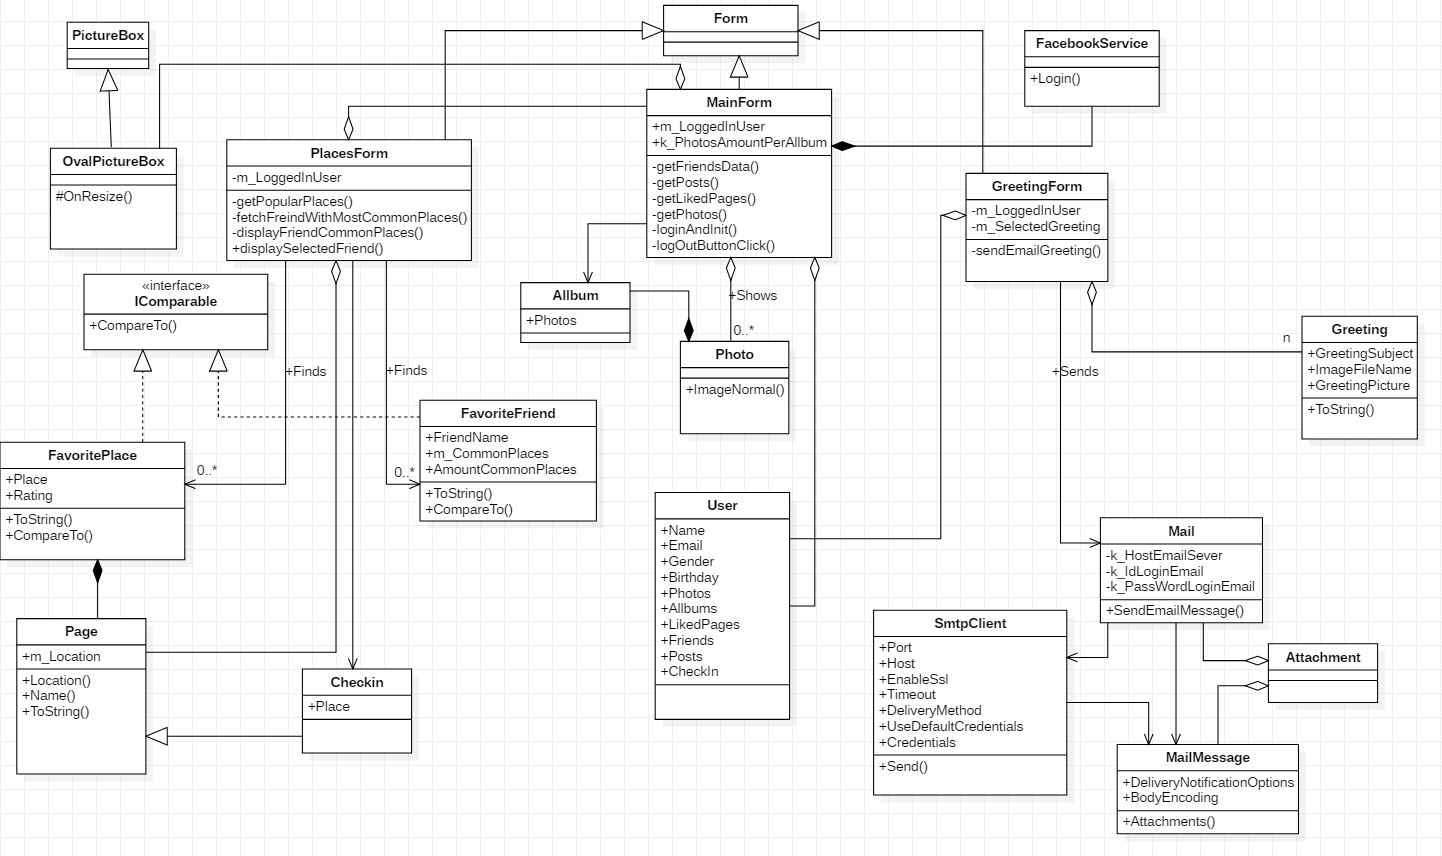 PictureBox
Form
FacebookService
+Login()
MainForm
+m_LoggedInUser
+k_PhotosAmountPerAllbum
-getFriendsData()
-getPosts()
-getLikedPages()
-getPhotos()
-loginAndInit()
-logOutButtonClick()
OvalPictureBox
#OnResize()
PlacesForm
-m_LoggedInUser
-getPopularPlaces()
-fetchFreindWithMostCommonPlaces()
-displayFriendCommonPlaces()
+displaySelectedFriend()
GreetingForm
-m_LoggedInUser
-m_SelectedGreeting
-sendEmailGreeting()
«interface»
IComparable
+CompareTo()
Allbum
+Photos
+Shows
0..*
Photo
+ImageNormal()
n
Greeting
+GreetingSubject
+ImageFileName
+GreetingPicture
+ToString()
+Finds
+Finds
+Sends
FavoriteFriend
+FriendName
+m_CommonPlaces
+AmountCommonPlaces
+ToString()
+CompareTo()
0..*
0..*
FavoritePlace
+Place
+Rating
+ToString()
+CompareTo()
User
+Name
+Email
+Gender
+Birthday
+Photos
+Allbums
+LikedPages
+Friends
+Posts
+CheckIn
Mail
-k_HostEmailSever
-k_IdLoginEmail
-k_PassWordLoginEmail
+SendEmailMessage()
Page
+m_Location
+Location()
+Name()
+ToString()
Checkin
+Place
SmtpClient
+Port
+Host
+EnableSsl
+Timeout
+DeliveryMethod
+UseDefaultCredentials
+Credentials
+Send()
Attachment
MailMessage
+DeliveryNotificationOptions
+BodyEncoding
+Attachments()